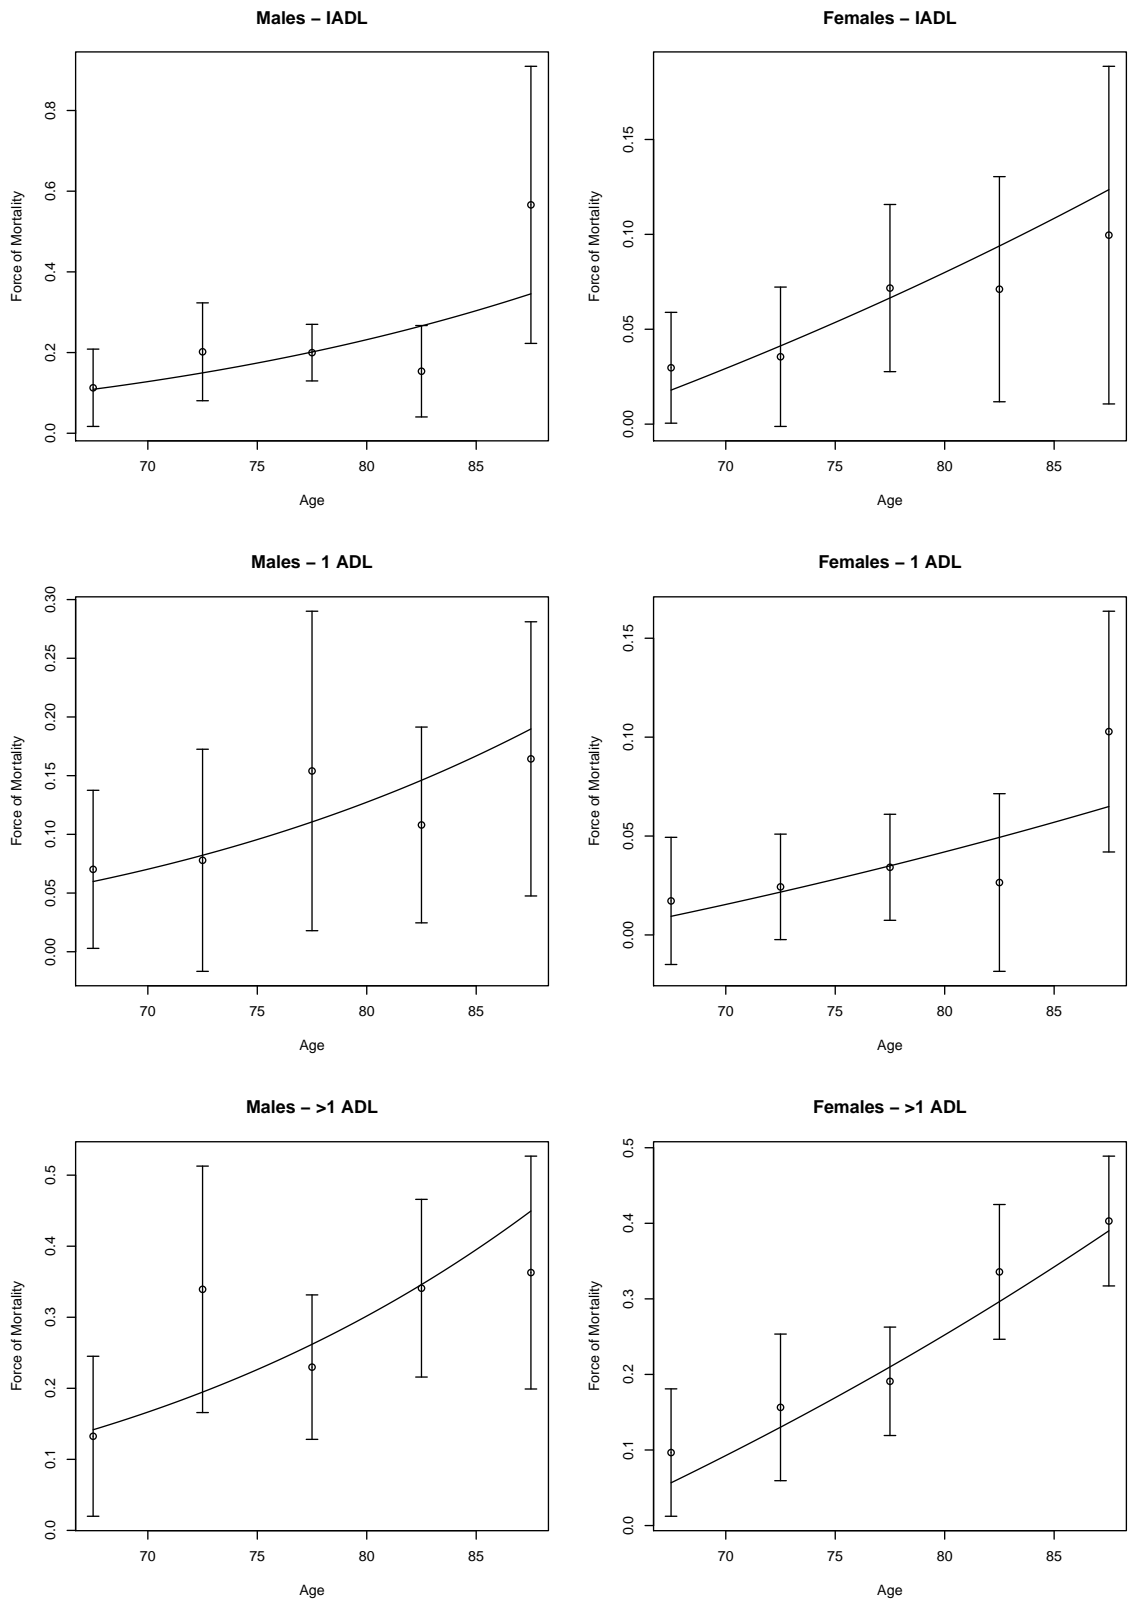 Males – IADL
Force of Mortality
0.0 0.2 0.4 0.6 0.8
70 75 80 85
Age
Females – IADL
Force of Mortality
0.00 0.05 0.10 0.15
70 75 80 85
Age
Males – 1 ADL
Force of Mortality
0.00 0.05 0.10 0.15 0.20 0.25 0.30
70 75 80 85
Age
Females – 1 ADL
Force of Mortality
0.00 0.05 0.10 0.15
70 75 80 85
Age
Males – >1 ADL
Force of Mortality
0.0 0.1 0.2 0.3 0.4 0.5
70 75 80 85
Age
Females – >1 ADL
Force of Mortality
0.0 0.1 0.2 0.3 0.4 0.5
70 75 80 85
Age